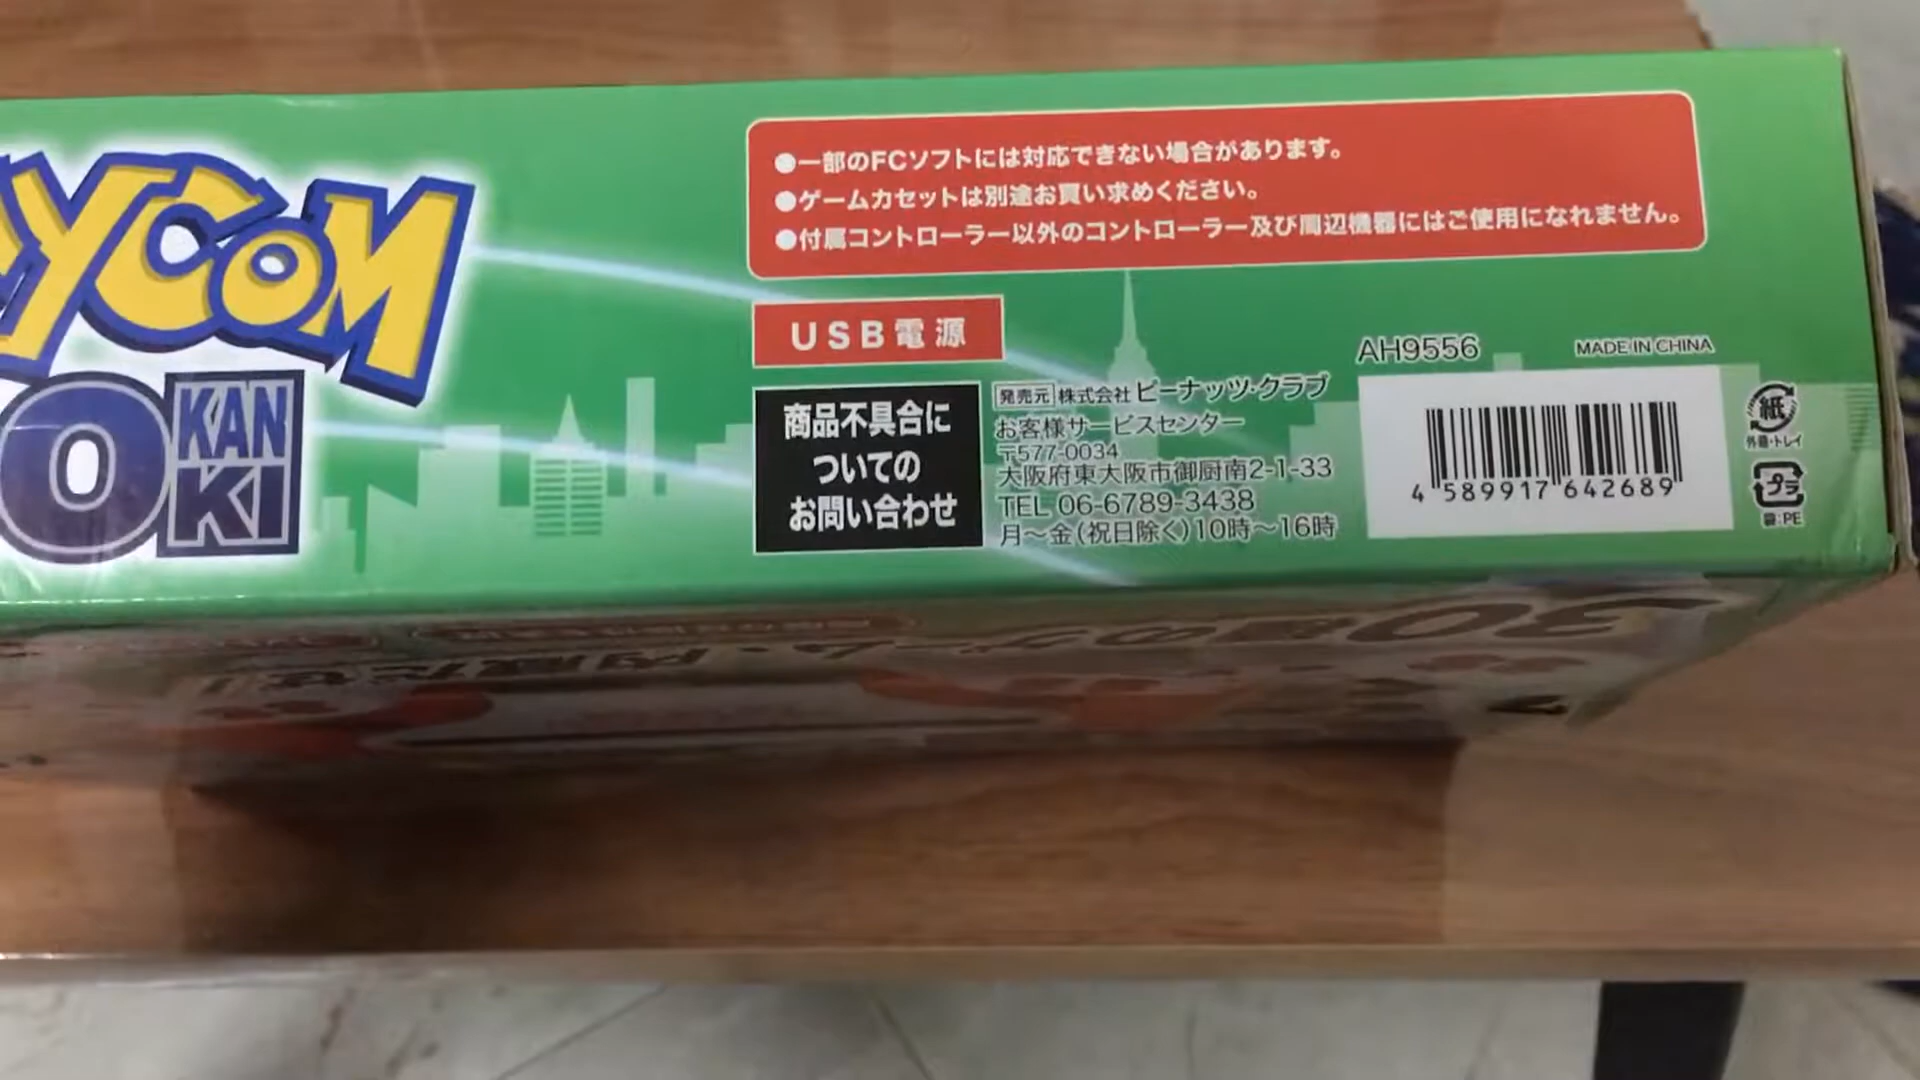 YCOM
O KAN
KI
●一部のFCソフトには対応できない場合があります。
●ゲームカセットは別途お買い求めください。
●付属コントローラー以外のコントローラー及び周辺機器にはご使用になれません。
USB電源
商品不具合に
ついての
お問い合わせ
発売元 株式会社 ピーナッツ・クラブ
お客様サービスセンター
〒577-0034
大阪府東大阪市御厨南2-1-33
TEL 06-6789-3438
月～金(祝日除く)10時～16時
AH9556
MADE IN CHINA
4 589917 642689
紙
外箱・トレイ
プラ
袋:PE